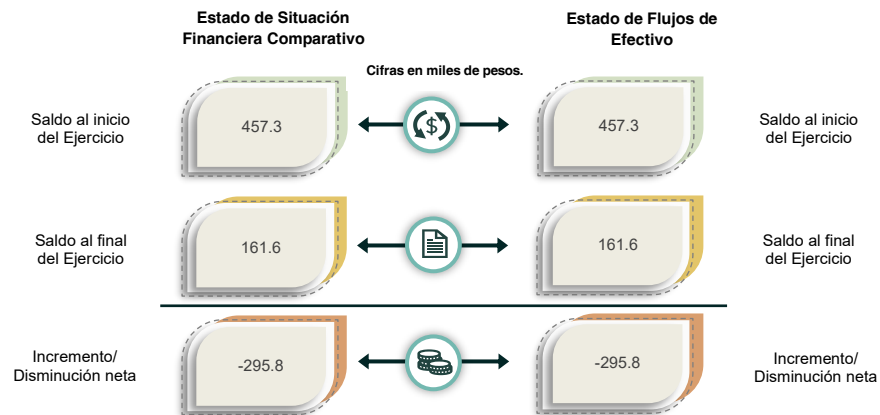 Estado de Situación
Financiera Comparativo
Estado de Flujos de
Efectivo
Cifras en miles de pesos.
Saldo al inicio
del Ejercicio
457.3
$
457.3
Saldo al inicio
del Ejercicio
Saldo al final
del Ejercicio
161.6
161.6
Saldo al final
del Ejercicio
Incremento/
Disminución neta
-295.8
-295.8
Incremento/
Disminución neta